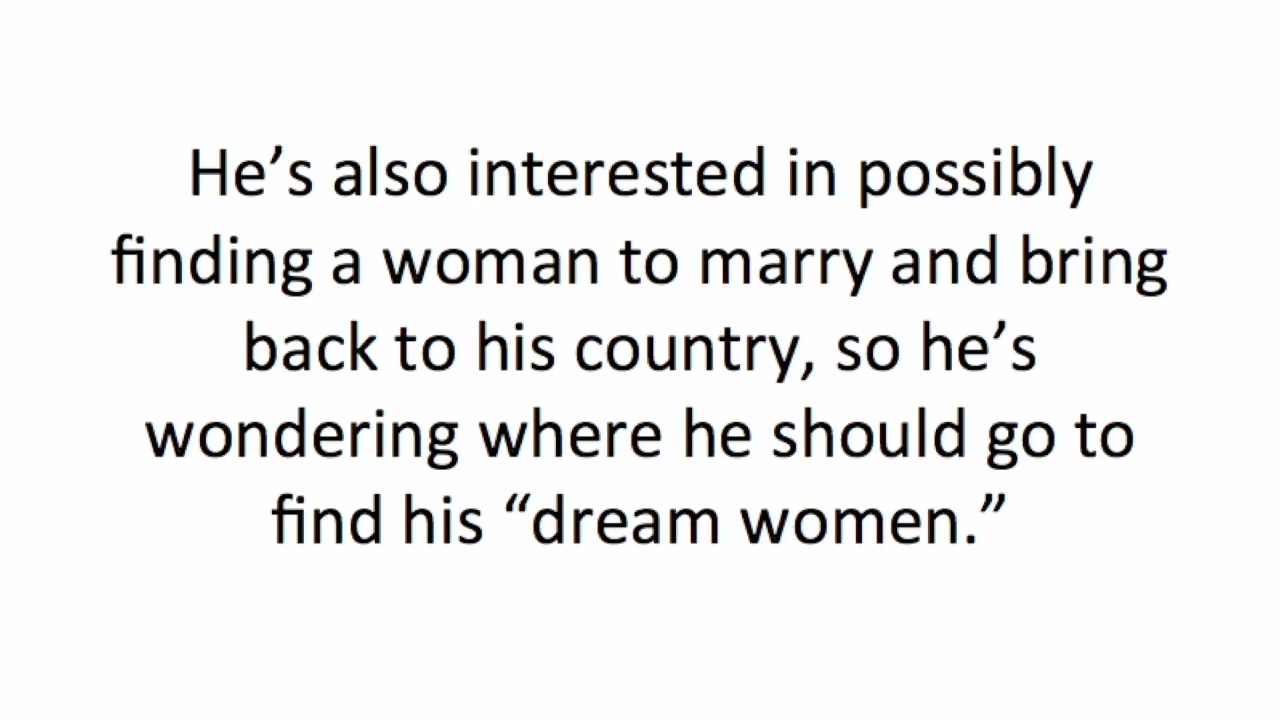 He’s also interested in possibly
finding a woman to marry and bring
back to his country, so he’s
wondering where he should go to
find his “dream women.”